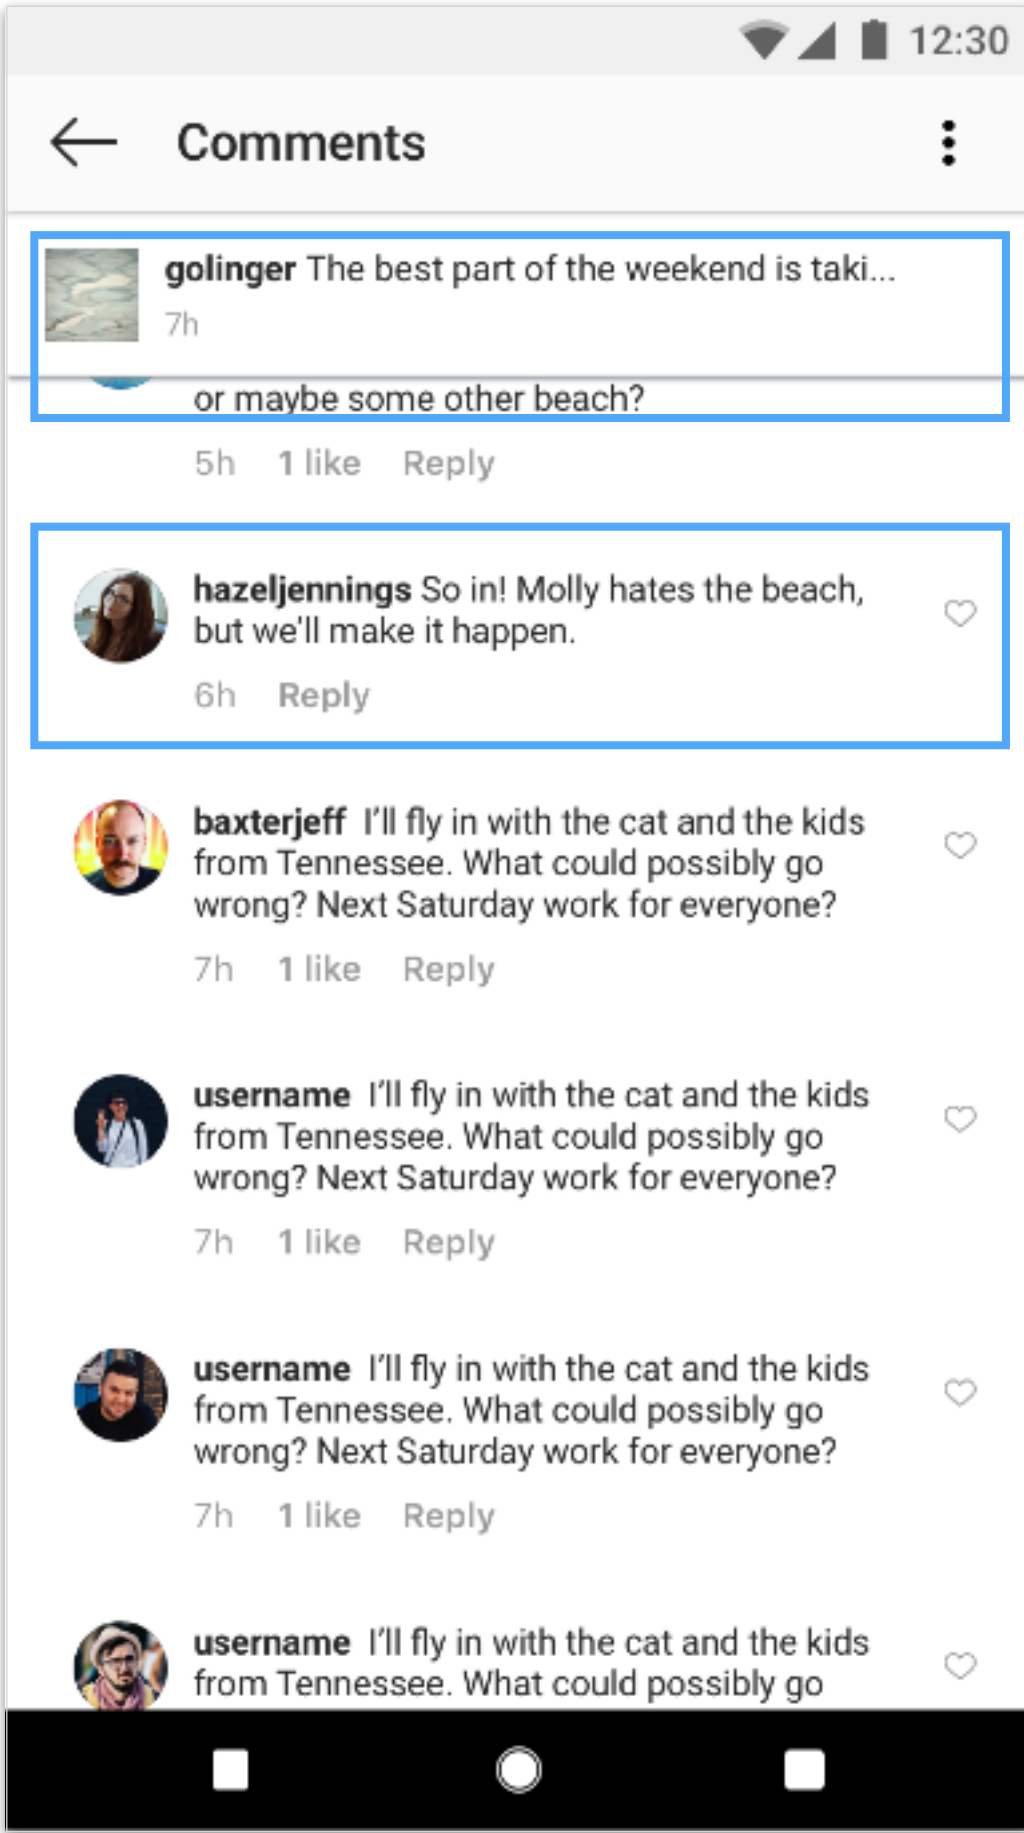 12:30
Comments
golinger The best part of the weekend is taki...
7h
or maybe some other beach?
5h 1 like Reply
hazeljennings So in! Molly hates the beach,
but we'll make it happen.
6h Reply
baxterjeff I'll fly in with the cat and the kids
from Tennessee. What could possibly go
wrong? Next Saturday work for everyone?
7h 1 like Reply
username I'll fly in with the cat and the kids
from Tennessee. What could possibly go
wrong? Next Saturday work for everyone?
7h 1 like Reply
username I'll fly in with the cat and the kids
from Tennessee. What could possibly go
wrong? Next Saturday work for everyone?
7h 1 like Reply
username I'll fly in with the cat and the kids
from Tennessee. What could possibly go